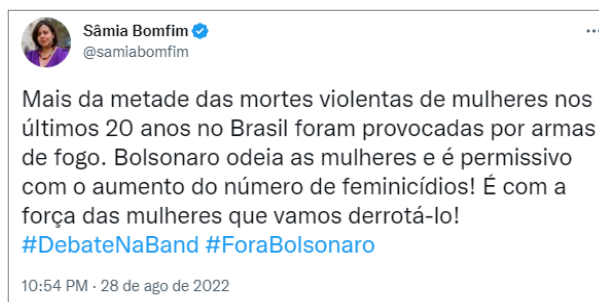 Sâmia Bomfim
@samiabomfim
Mais da metade das mortes violentas de mulheres nos
últimos 20 anos no Brasil foram provocadas por armas
de fogo. Bolsonaro odeia as mulheres e é permissivo
com o aumento do número de feminicídios! É com a
força das mulheres que vamos derrotá-lo!
#DebateNaBand #ForaBolsonaro
10:54 PM · 28 de ago de 2022